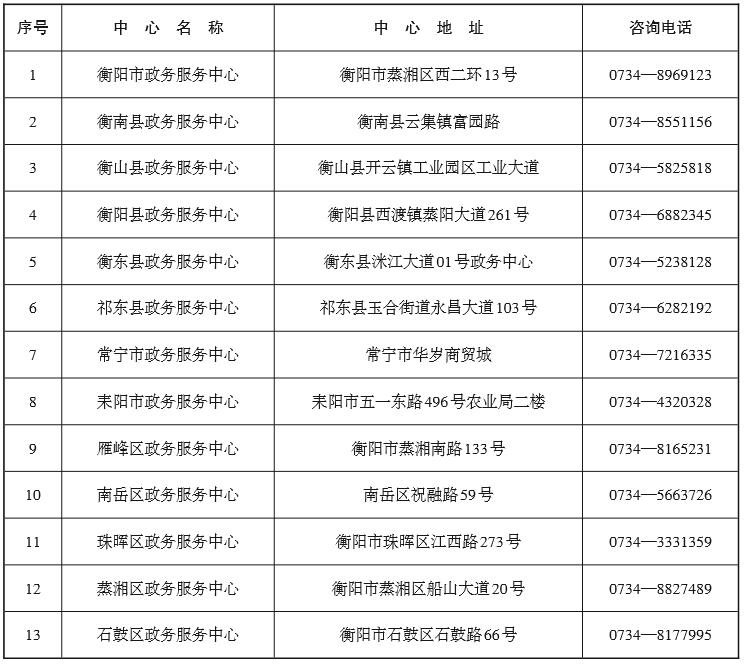 序号 中心名称 中心地址 咨询电话
1 衡阳市政务服务中心 衡阳市蒸湘区西二环13号 0734—8969123
2 衡南县政务服务中心 衡南县云集镇富园路 0734—8551156
3 衡山县政务服务中心 衡山县开云镇工业园区工业大道 0734—5825818
4 衡阳县政务服务中心 衡阳县西渡镇蒸阳大道261号 0734—6882345
5 衡东县政务服务中心 衡东县洣江大道01号政务中心 0734—5238128
6 祁东县政务服务中心 祁东县玉合街道永昌大道103号 0734—6282192
7 常宁市政务服务中心 常宁市华岁商贸城 0734—7216335
8 耒阳市政务服务中心 耒阳市五一东路496号农业局二楼 0734—4320328
9 雁峰区政务服务中心 衡阳市蒸湘南路133号 0734—8165231
10 南岳区政务服务中心 南岳区祝融路59号 0734—5663726
11 珠晖区政务服务中心 衡阳市珠晖区江西路273号 0734—3331359
12 蒸湘区政务服务中心 衡阳市蒸湘区船山大道20号 0734—8827489
13 石鼓区政务服务中心 衡阳市石鼓区石鼓路66号 0734—8177995